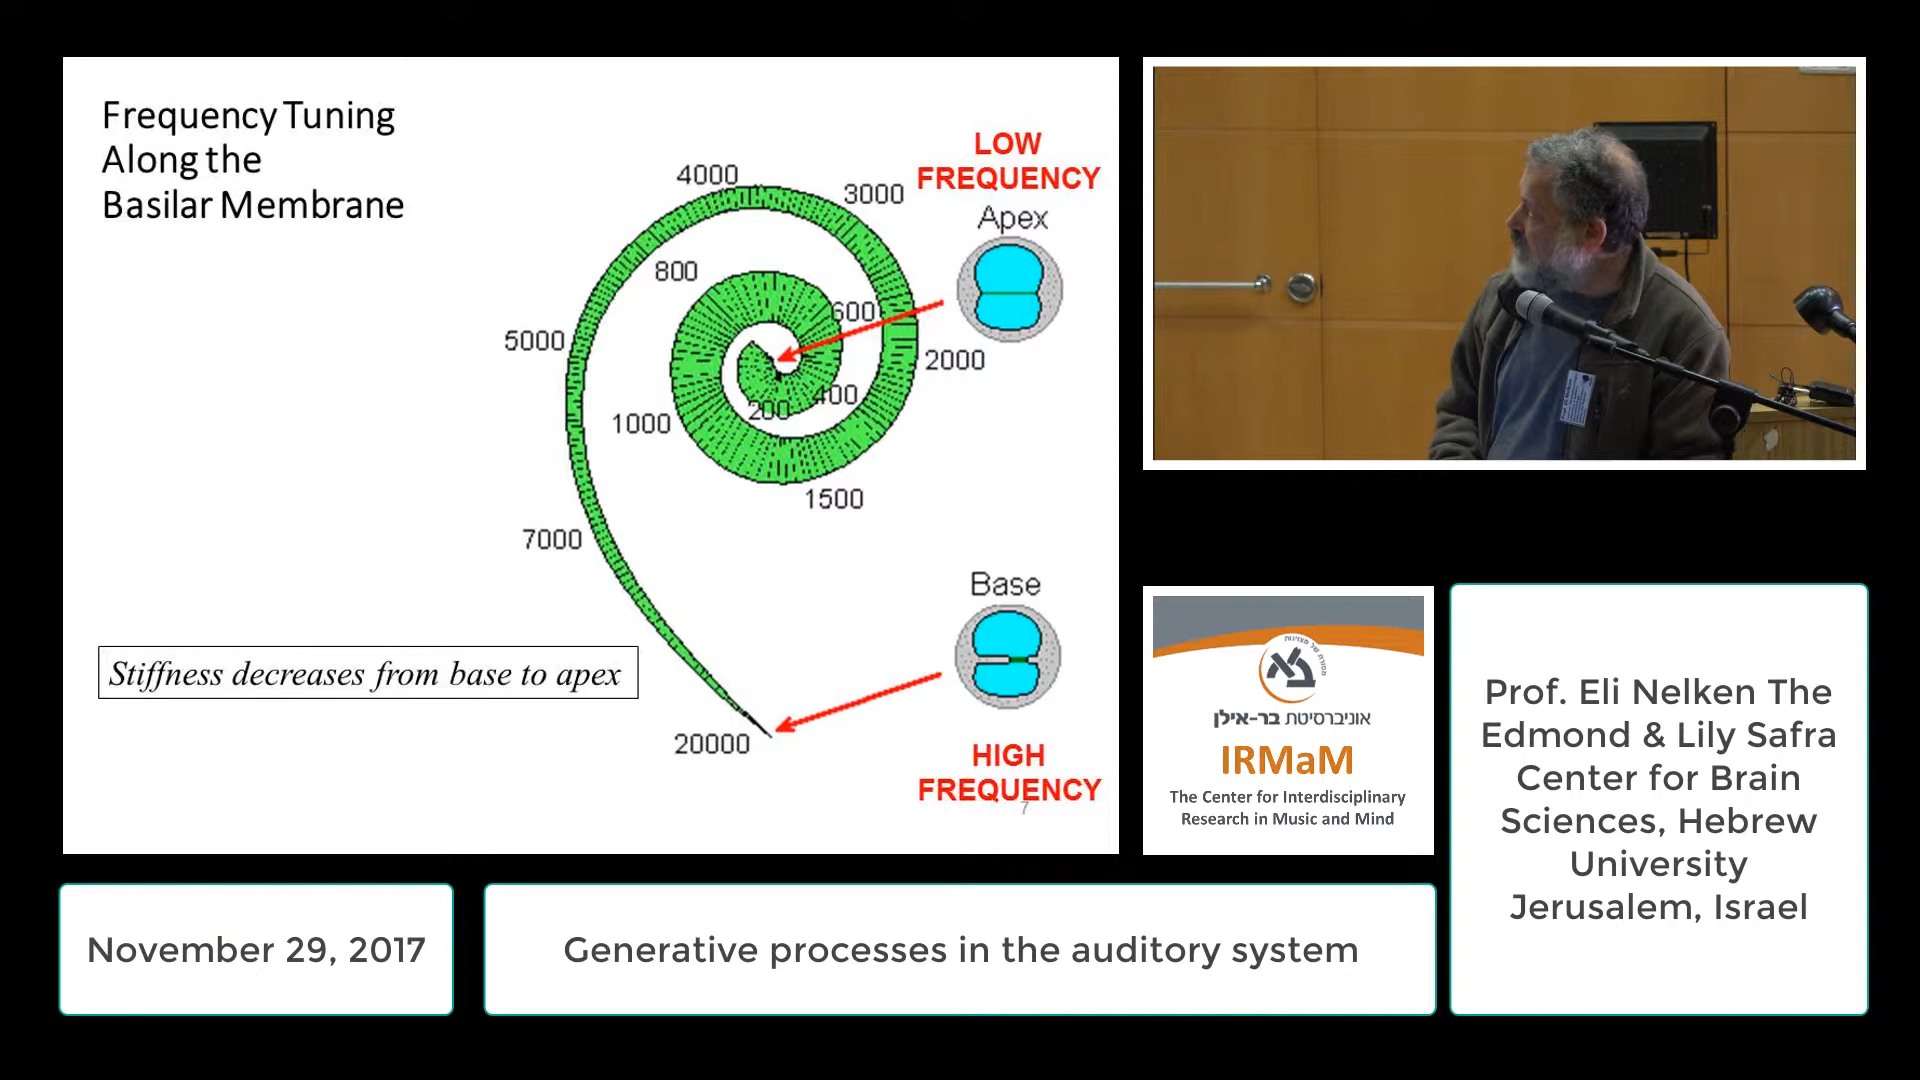 Frequency Tuning
Along the
Basilar Membrane
LOW
FREQUENCY
Apex
4000
3000
800
600
5000
2000
400
200
1000
1500
7000
Base
Stiffness decreases from base to apex
20000
HIGH
FREQUENCY
7
אוניברסיטת בר-אילן
IRMaM
The Center for Interdisciplinary
Research in Music and Mind
Prof. Eli Nelken The
Edmond & Lily Safra
Center for Brain
Sciences, Hebrew
University
Jerusalem, Israel
November 29, 2017
Generative processes in the auditory system